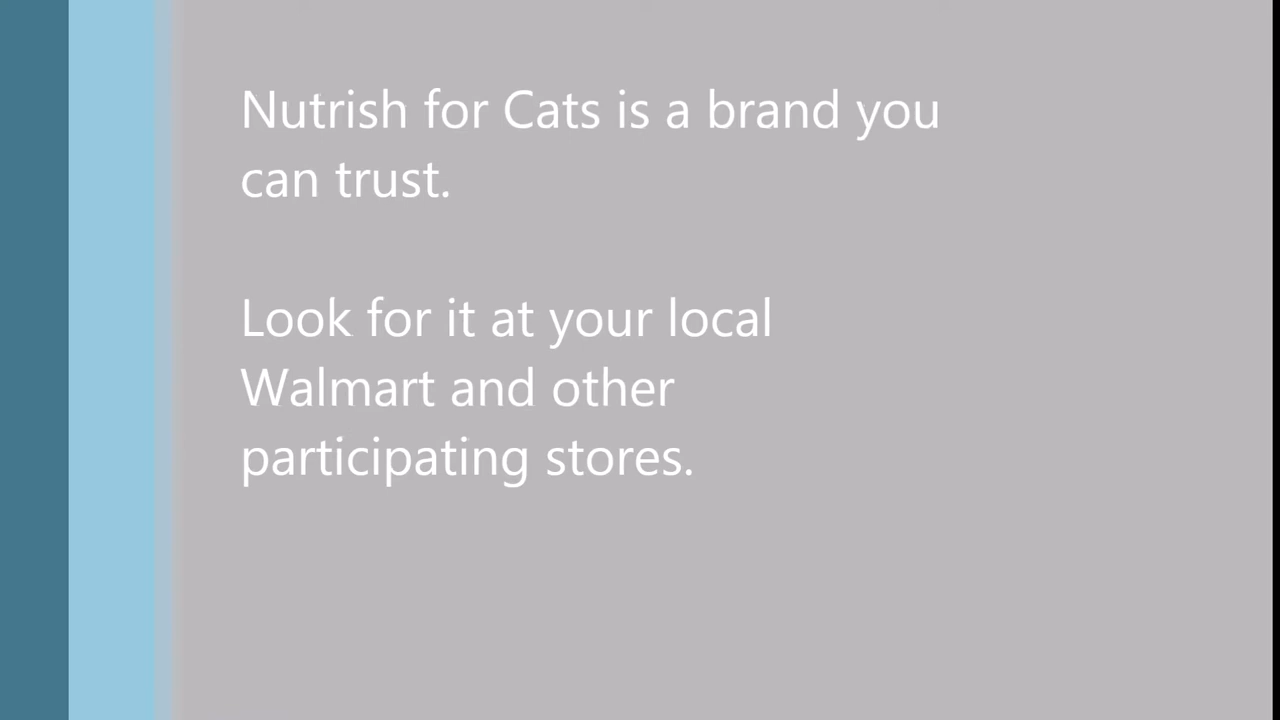 Nutrish for Cats is a brand you
can trust.
Look for it at your local
Walmart and other
participating stores.